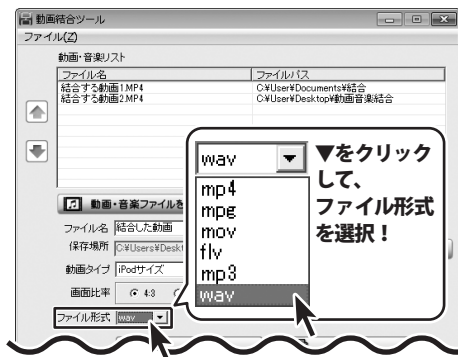 動画結合ツール
ファイル(Z)
動画・音楽リスト
ファイル名 ファイルパス
結合する動画1.MP4 C:¥User¥Documents¥結合
結合する動画2.MP4 C:¥User¥Desktop¥動画音楽結合
wav
▼をクリック
して、
ファイル形式
を選択！
mp4
mpg
mov
flv
mp3
wav
動画・音楽ファイルを
ファイル名 結合した動画
保存場所 C:¥Users¥Deskt
動画タイプ iPodサイズ
画面比率 4:3
ファイル形式 wav